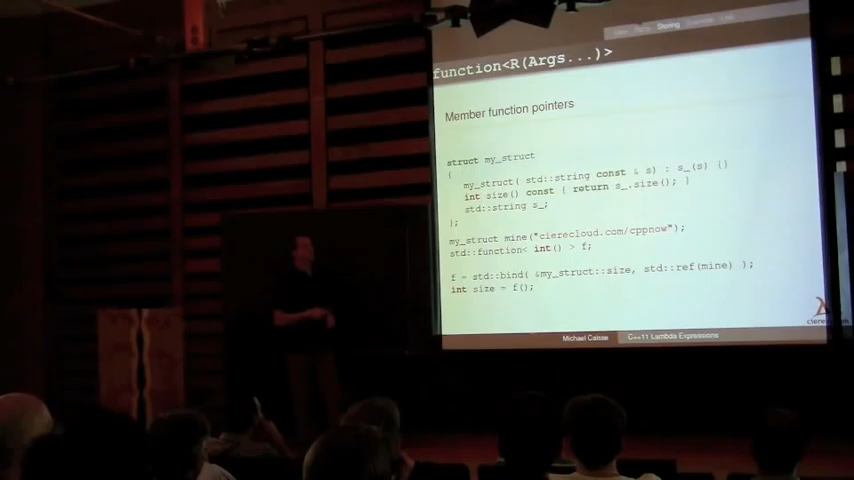 Storing
function<R(Args...)>
Member function pointers
struct my_struct
{
my_struct( std::string const & s) : s_(s) {}
int size() const { return s_.size(); }
std::string s_;
};
my_struct mine("cierecloud.com/cppnow");
std::function< int() > f;
f = std::bind( &my_struct::size, std::ref(mine) );
int size = f();
Michael Caisse
C++11 Lambda Expressions